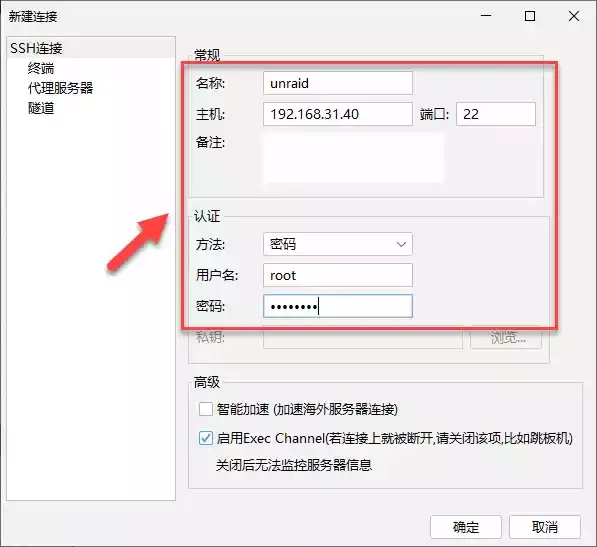 新建连接
SSH连接
终端
代理服务器
隧道
常规
名称: unraid
主机: 192.168.31.40 端口: 22
备注:
认证
方法: 密码
用户名: root
密码: ••••••••
私钥: 浏览...
高级
智能加速 (加速海外服务器连接)
启用Exec Channel(若连接上就被断开,请关闭该项,比如跳板机)
关闭后无法监控服务器信息
确定 取消